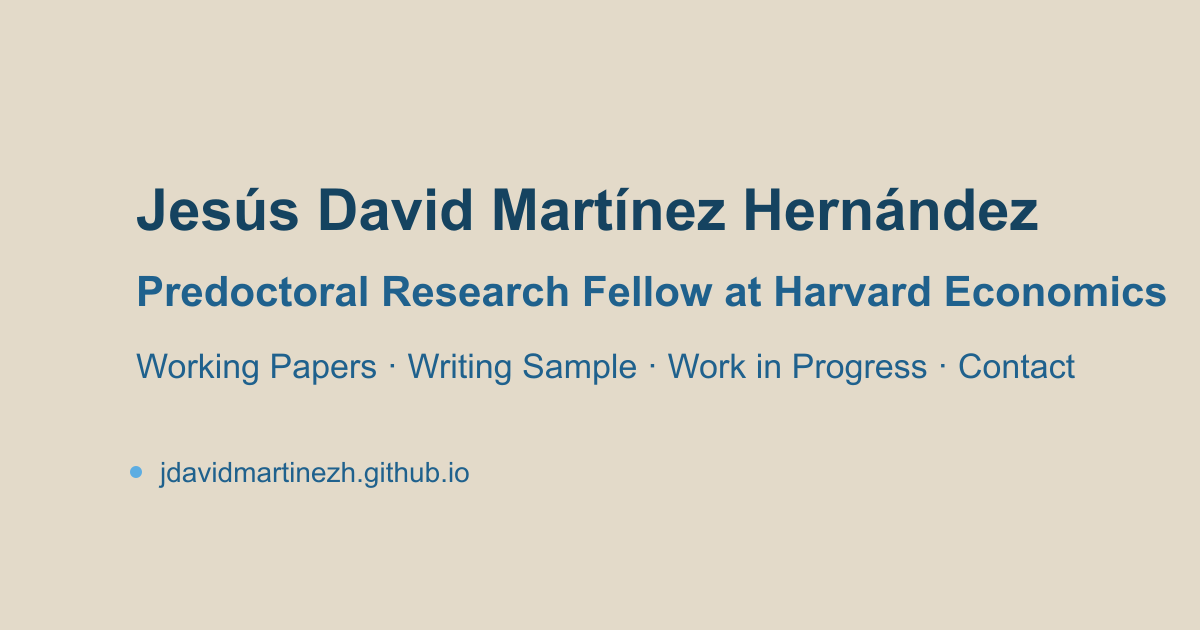 Jesús David Martínez Hernández
Predoctoral Research Fellow at Harvard Economics
Working Papers · Writing Sample · Work in Progress · Contact
jdavidmartinezh.github.io